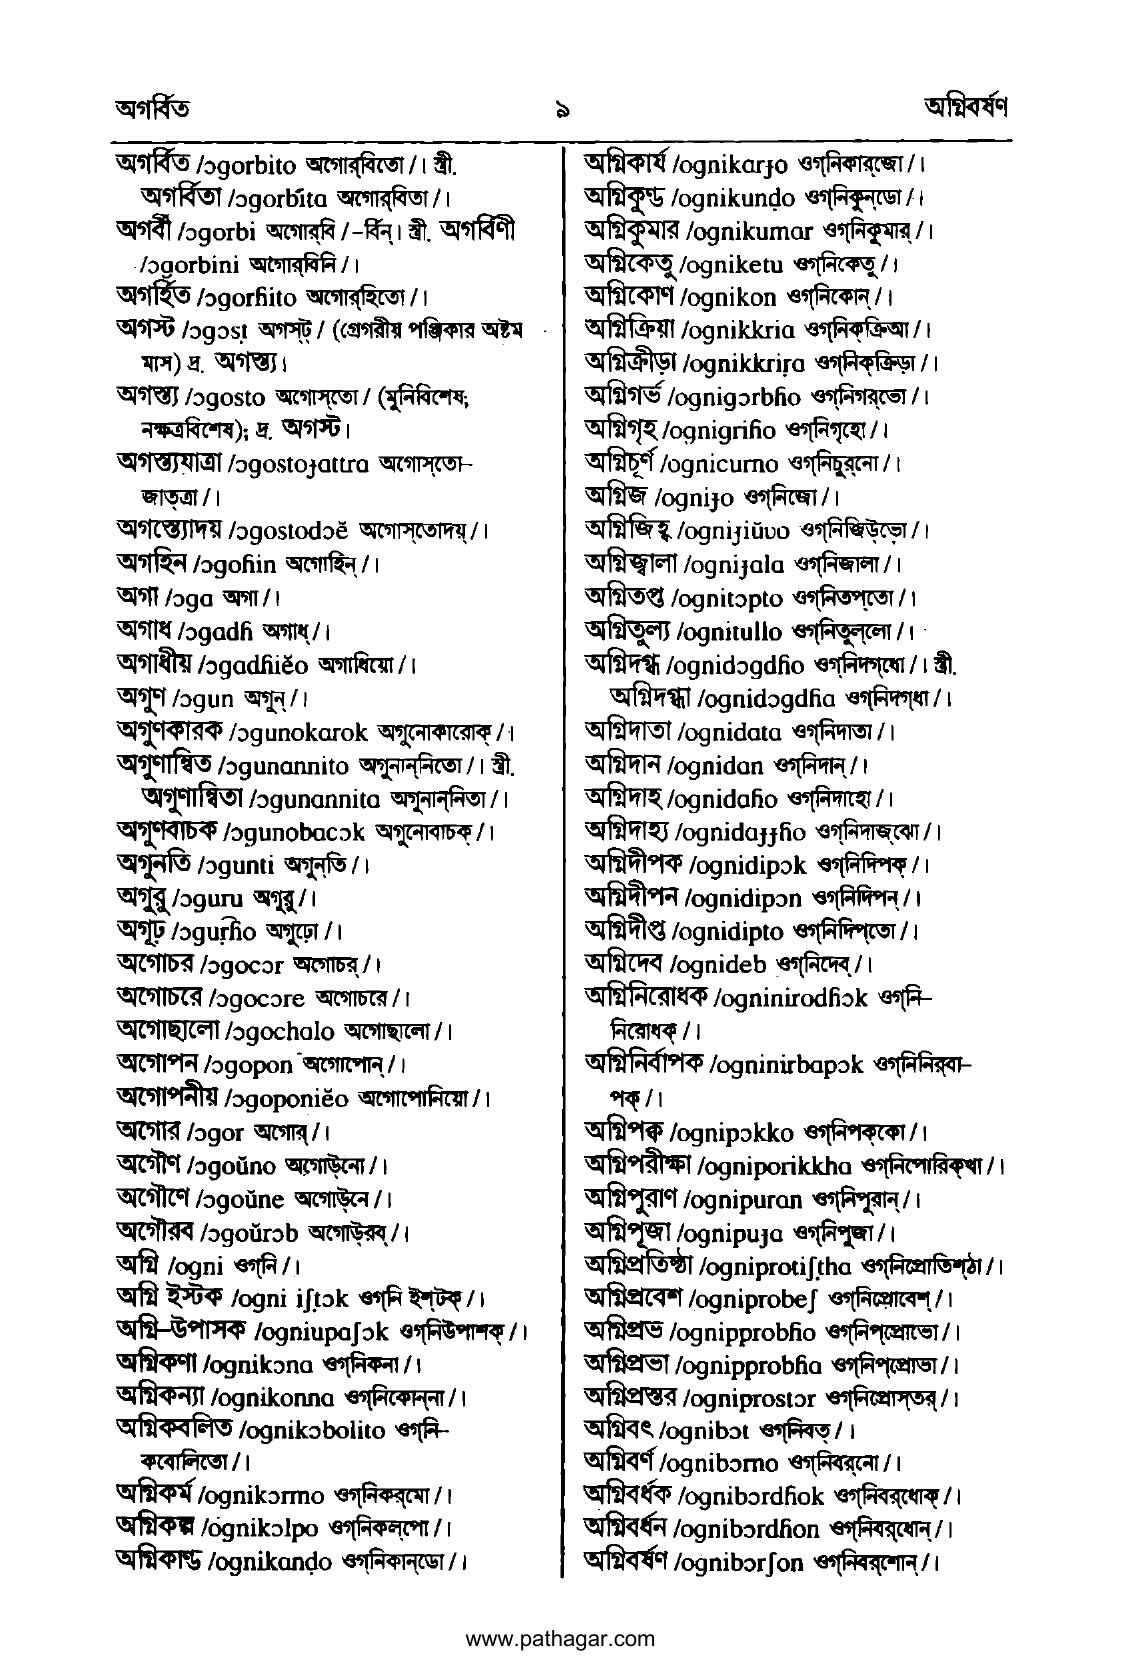 অগর্বিত
৯
অগ্নিবর্ষণ
অগর্বিত /ɔgorbito অগোর্‌বিতো /। স্ত্রী.
অগর্বিতা /ɔgorbita অগোর্‌বিতা /।
অগর্বী /ɔgorbi অগোর্‌বি / -র্বিন্। স্ত্রী. অগর্বিণী
/ɔgorbini অগোর্‌বিনি /।
অগর্হিত /ɔgorɦito অগোর্‌হিতো /।
অগস্ট /ɔgɔsṭ অগস্‌ট্ / (গ্রেগরীয় পঞ্জিকার অষ্টম
মাস) দ্র. অগস্ত্য।
অগস্ত্য /ɔgosto অগোস্‌তো / (মুনিবিশেষ;
নক্ষত্রবিশেষ); দ্র. অগস্ট।
অগস্ত্যযাত্রা /ɔgostoɟattra অগোস্‌তো–
জাত্‌ত্রা /।
অগস্ত্যোদয় /ɔgostodɔĕ অগোস্‌তোদয়্ /।
অগহিন /ɔgoɦin অগোহিন্ /।
অগা /ɔga অগা /।
অগাধ /ɔgadɦ অগাধ্ /।
অগাধীয় /ɔgadɦiĕo অগাধিয়ো /।
অগুণ /ɔgun অগুন্ /।
অগুণকারক /ɔgunokarok অগুনোকারোক্ /।
অগুণান্বিত /ɔgunannito অগুনান্‌নিতো /। স্ত্রী.
অগুণান্বিতা /ɔgunannita অগুনান্‌নিতা /।
অগুণবাচক /ɔgunobacɔk অগুনোবাচক্ /।
অগুনতি /ɔgunti অগুন্‌তি /।
অগুরু /ɔguru অগুরু /।
অগূঢ় /ɔguṛɦo অগুঢ়ো /।
অগোচর /ɔgocɔr অগোচর্ /।
অগোচরে /ɔgocɔre অগোচরে /।
অগোছালো /ɔgochalo অগোছালো /।
অগোপন /ɔgopon অগোপোন্ /।
অগোপনীয় /ɔgoponiĕo অগোপোনিয়ো /।
অগোর /ɔgor অগোর্ /।
অগৌণ /ɔgoŭno অগোউ্‌নো /।
অগৌণে /ɔgoŭne অগোউ্‌নে /।
অগৌরব /ɔgoŭrɔb অগোউ্‌রব্ /।
অগ্নি /ogni ওগ্‌নি /।
অগ্নি ইস্টক /ogni iʃṭɔk ওগ্‌নি ইশ্‌টক্ /।
অগ্নি–উপাসক /ogniupaʃɔk ওগ্‌নিউপাশক্ /।
অগ্নিকণা /ognikɔna ওগ্‌নিকনা /।
অগ্নিকন্যা /ognikonna ওগ্‌নিকোন্‌না /।
অগ্নিকবলিত /ognikɔbolito ওগ্‌নি–
কবোলিতো /।
অগ্নিকর্ম /ognikɔrmo ওগ্‌নিকর্‌মো /।
অগ্নিকল্প /ognikɔlpo ওগ্‌নিকল্‌পো /।
অগ্নিকাণ্ড /ognikanḍo ওগ্‌নিকান্‌ডো /।
অগ্নিকার্য /ognikarɟo ওগ্‌নিকার্‌জো /।
অগ্নিকুণ্ড /ognikunḍo ওগ্‌নিকুন্‌ডো /।
অগ্নিকুমার /ognikumar ওগ্‌নিকুমার্ /।
অগ্নিকেতু /ogniketu ওগ্‌নিকেতু /।
অগ্নিকোণ /ognikon ওগ্‌নিকোন্ /।
অগ্নিক্রিয়া /ognikkria ওগ্‌নিক্‌ক্রিআ /।
অগ্নিক্রীড়া /ognikkriṛa ওগ্‌নিক্‌ক্রিড়া /।
অগ্নিগর্ভ /ognigɔrbɦo ওগ্‌নিগর্‌ভো /।
অগ্নিগৃহ /ognigriɦo ওগ্‌নিগৃহো /।
অগ্নিচূর্ণ /ognicurno ওগ্‌নিচুর্‌নো /।
অগ্নিজ /ogniɟo ওগ্‌নিজো /।
অগ্নিজিহ্ব /ogniɟiŭʋo ওগ্‌নিজিউ্‌ভো /।
অগ্নিজ্বালা /ogniɟala ওগ্‌নিজালা /।
অগ্নিতপ্ত /ognitɔpto ওগ্‌নিতপ্‌তো /।
অগ্নিতুল্য /ognitullo ওগ্‌নিতুল্‌লো /।
অগ্নিদগ্ধ /ognidɔgdɦo ওগ্‌নিদগ্‌ধো /। স্ত্রী.
অগ্নিদগ্ধা /ognidɔgdɦa ওগ্‌নিদগ্‌ধা /।
অগ্নিদাতা /ognidata ওগ্‌নিদাতা /।
অগ্নিদান /ognidan ওগ্‌নিদান্ /।
অগ্নিদাহ /ognidaɦo ওগ্‌নিদাহো /।
অগ্নিদাহ্য /ognidaɟɟɦo ওগ্‌নিদাজ্‌ঝো /।
অগ্নিদীপক /ognidipɔk ওগ্‌নিদিপক্ /।
অগ্নিদীপন /ognidipɔn ওগ্‌নিদিপন্ /।
অগ্নিদীপ্ত /ognidipto ওগ্‌নিদিপ্‌তো /।
অগ্নিদেব /ognideb ওগ্‌নিদেব্ /।
অগ্নিনিরোধক /ogninirodɦɔk ওগ্‌নি–
নিরোধক্ /।
অগ্নিনির্বাপক /ogninirbapɔk ওগ্‌নিনির্‌বা–
পক্ /।
অগ্নিপক্ব /ognipɔkko ওগ্‌নিপক্‌কো /।
অগ্নিপরীক্ষা /ogniporikkha ওগ্‌নিপোরিক্‌খা /।
অগ্নিপুরাণ /ognipuran ওগ্‌নিপুরান্ /।
অগ্নিপূজা /ognipuɟa ওগ্‌নিপুজা /।
অগ্নিপ্রতিষ্ঠা /ogniprotiʃṭha ওগ্‌নিপ্রোতিশ্‌ঠা /।
অগ্নিপ্রবেশ /ogniprobeʃ ওগ্‌নিপ্রোবেশ্ /।
অগ্নিপ্রভ /ognipprobɦo ওগ্‌নিপ্‌প্রোভো /।
অগ্নিপ্রভা /ognipprobɦa ওগ্‌নিপ্‌প্রোভা /।
অগ্নিপ্রস্তর /ogniprostɔr ওগ্‌নিপ্রোস্‌তর্ /।
অগ্নিবৎ /ognibɔt ওগ্‌নিবত্ /।
অগ্নিবর্ণ /ognibɔrno ওগ্‌নিবর্‌নো /।
অগ্নিবর্ধক /ognibɔrdɦok ওগ্‌নিবর্‌ধোক্ /।
অগ্নিবর্ধন /ognibɔrdɦon ওগ্‌নিবর্‌ধোন্ /।
অগ্নিবর্ষণ /ognibɔrʃon ওগ্‌নিবর্‌শোন্ /।
www.pathagar.com